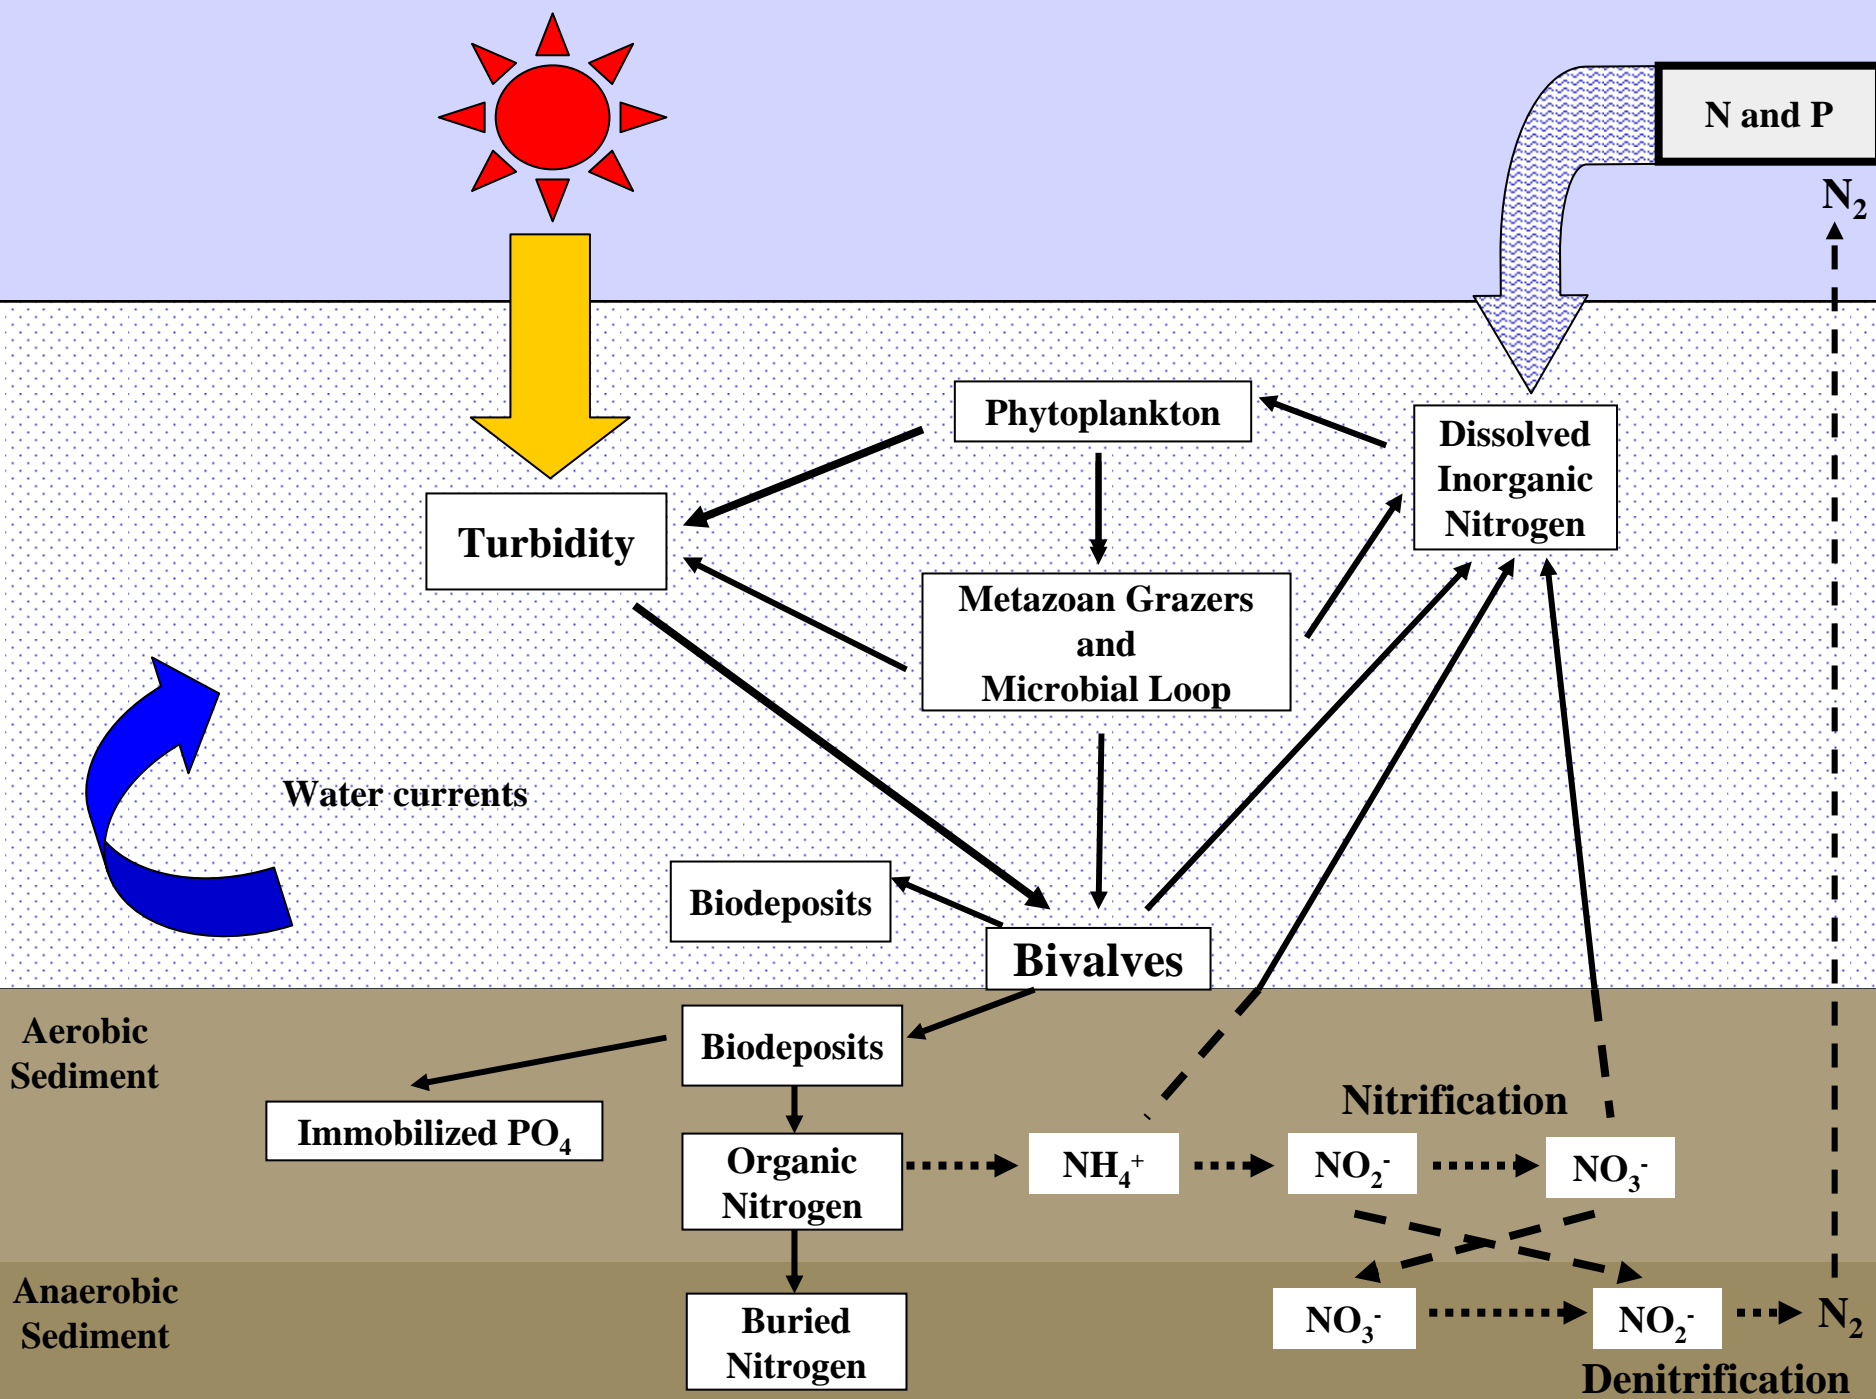 N and P
N₂
Phytoplankton
Dissolved
Inorganic
Nitrogen
Turbidity
Metazoan Grazers
and
Microbial Loop
Water currents
Biodeposits
Bivalves
Aerobic
Sediment
Biodeposits
Nitrification
Immobilized PO₄
Organic
Nitrogen
NH₄⁺
NO₂⁻
NO₃⁻
Anaerobic
Sediment
Buried
Nitrogen
NO₃⁻
NO₂⁻
N₂
Denitrification